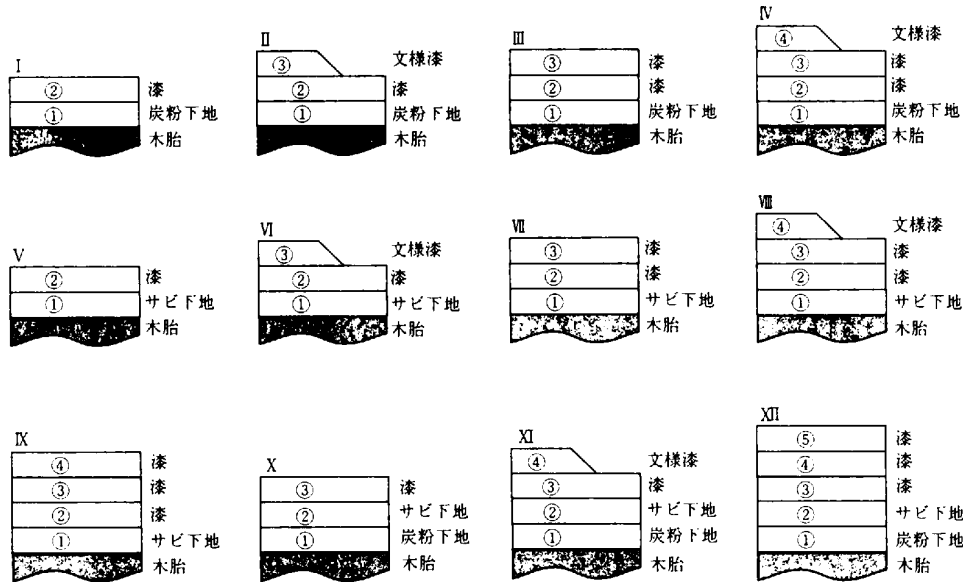 Ⅰ
② 漆
① 炭粉下地
木胎
Ⅱ
③ 文様漆
② 漆
① 炭粉下地
木胎
Ⅲ
③ 漆
② 漆
① 炭粉下地
木胎
Ⅳ
④ 文様漆
③ 漆
② 漆
① 炭粉下地
木胎
Ⅴ
② 漆
① サビ下地
木胎
Ⅵ
③ 文様漆
② 漆
① サビ下地
木胎
Ⅶ
③ 漆
② 漆
① サビ下地
木胎
Ⅷ
④ 文様漆
③ 漆
② 漆
① サビ下地
木胎
Ⅸ
④ 漆
③ 漆
② 漆
① サビ下地
木胎
Ⅹ
③ 漆
② サビ下地
① 炭粉下地
木胎
Ⅺ
④ 文様漆
③ 漆
② サビ下地
① 炭粉下地
木胎
Ⅻ
⑤ 漆
④ 漆
③ 漆
② サビ下地
① 炭粉下地
木胎